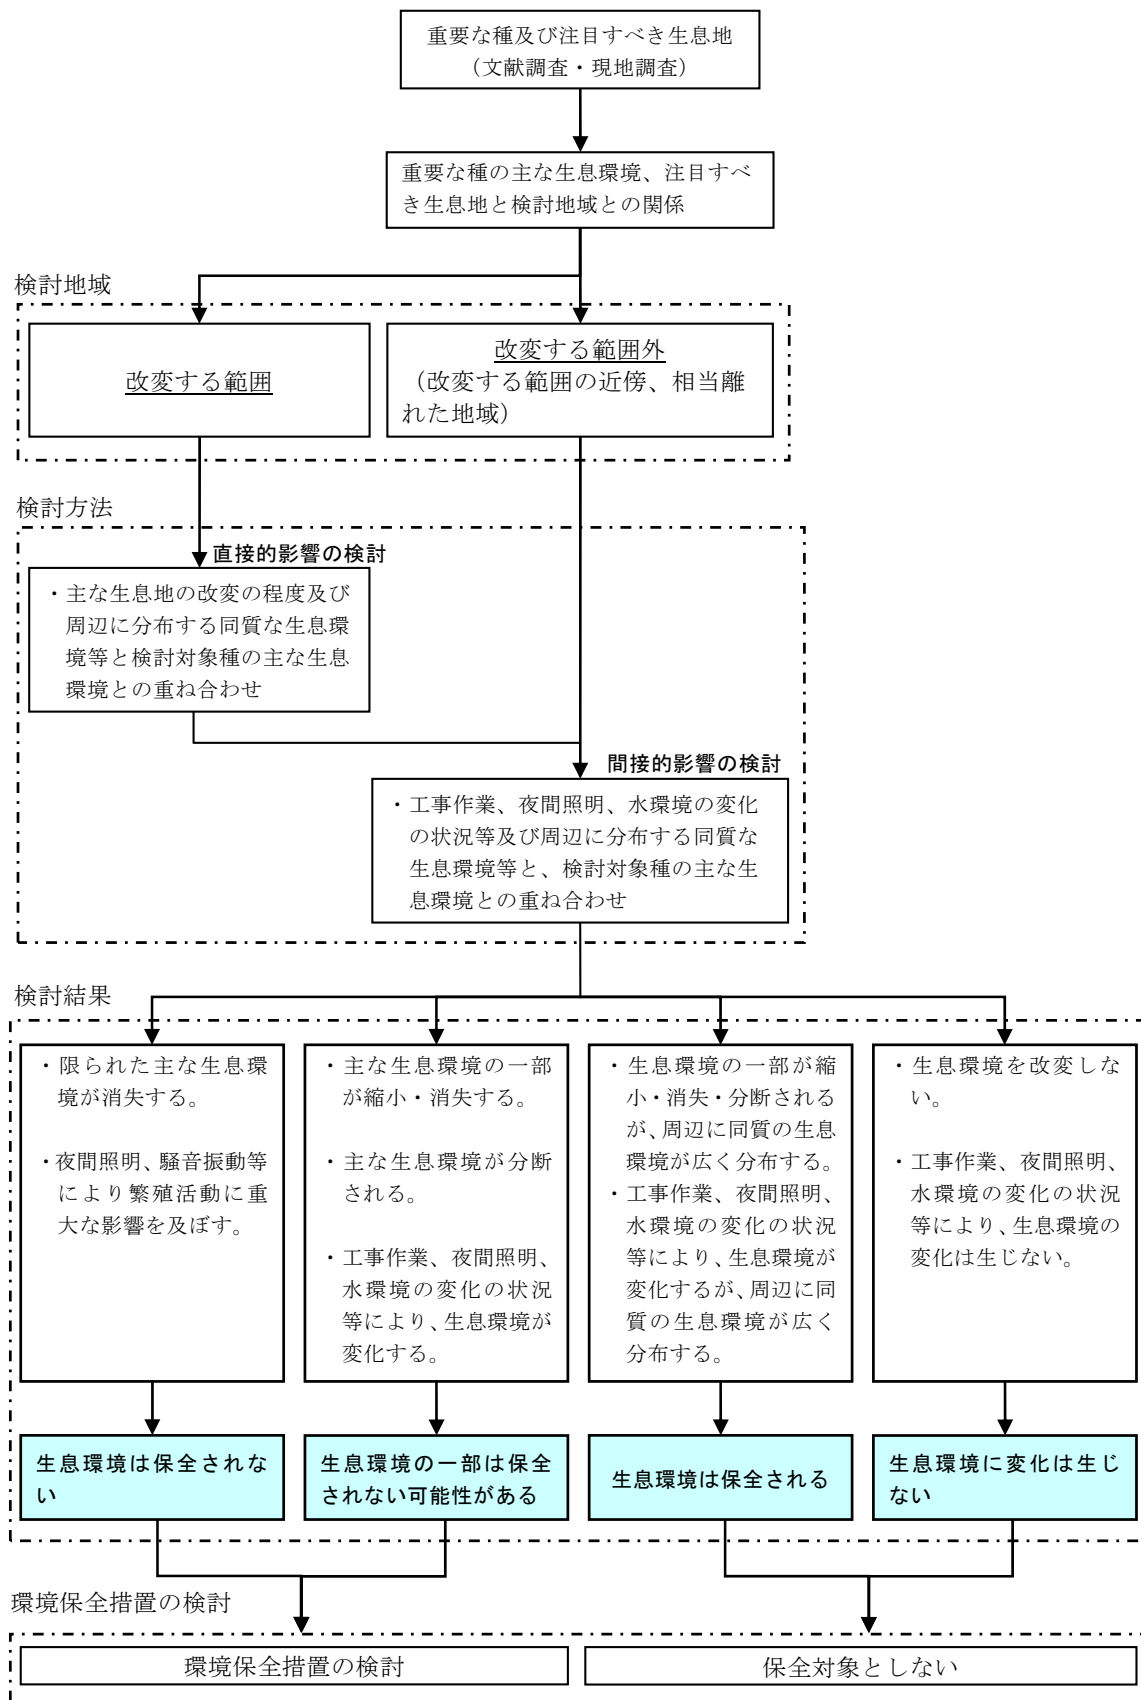 重要な種及び注目すべき生息地
（文献調査・現地調査）
重要な種の主な生息環境、注目すべ
き生息地と検討地域との関係
検討地域
改変する範囲
改変する範囲外
（改変する範囲の近傍、相当離
れた地域）
検討方法
直接的影響の検討
・主な生息地の改変の程度及び
周辺に分布する同質な生息環
境等と検討対象種の主な生息
環境との重ね合わせ
間接的影響の検討
・工事作業、夜間照明、水環境の変化
の状況等及び周辺に分布する同質な
生息環境等と、検討対象種の主な生
息環境との重ね合わせ
検討結果
・限られた主な生息環
境が消失する。
・夜間照明、騒音振動等
により繁殖活動に重
大な影響を及ぼす。
・主な生息環境の一部
が縮小・消失する。
・主な生息環境が分断
される。
・工事作業、夜間照明、
水環境の変化の状況
等により、生息環境が
変化する。
・生息環境の一部が縮
小・消失・分断される
が、周辺に同質の生息
環境が広く分布する。
・工事作業、夜間照明、
水環境の変化の状況
等により、生息環境が
変化するが、周辺に同
質の生息環境が広く
分布する。
・生息環境を改変しな
い。
・工事作業、夜間照明、
水環境の変化の状況
等により、生息環境の
変化は生じない。
生息環境は保全されな
い
生息環境の一部は保全
されない可能性がある
生息環境は保全される
生息環境に変化は生じ
ない
環境保全措置の検討
環境保全措置の検討
保全対象としない